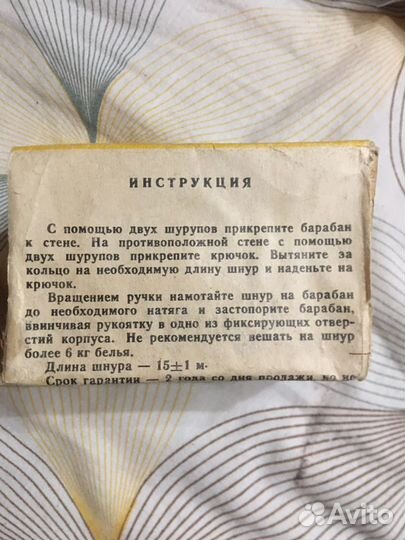 ИНСТРУКЦИЯ
С помощью двух шурупов прикрепите барабан
к стене. На противоположной стене с помощью
двух шурупов прикрепите крючок. Вытяните за
кольцо на необходимую длину шнур и наденьте на
крючок.
Вращением ручки намотайте шнур на барабан
до необходимого натяга и застопорите барабан,
ввинчивая рукоятку в одно из фиксирующих отвер-
стий корпуса. Не рекомендуется вешать на шнур
более 6 кг белья.
Длина шнура — 15±1 м.
Срок гарантии — 2 года со дня продажи, но не
Avito